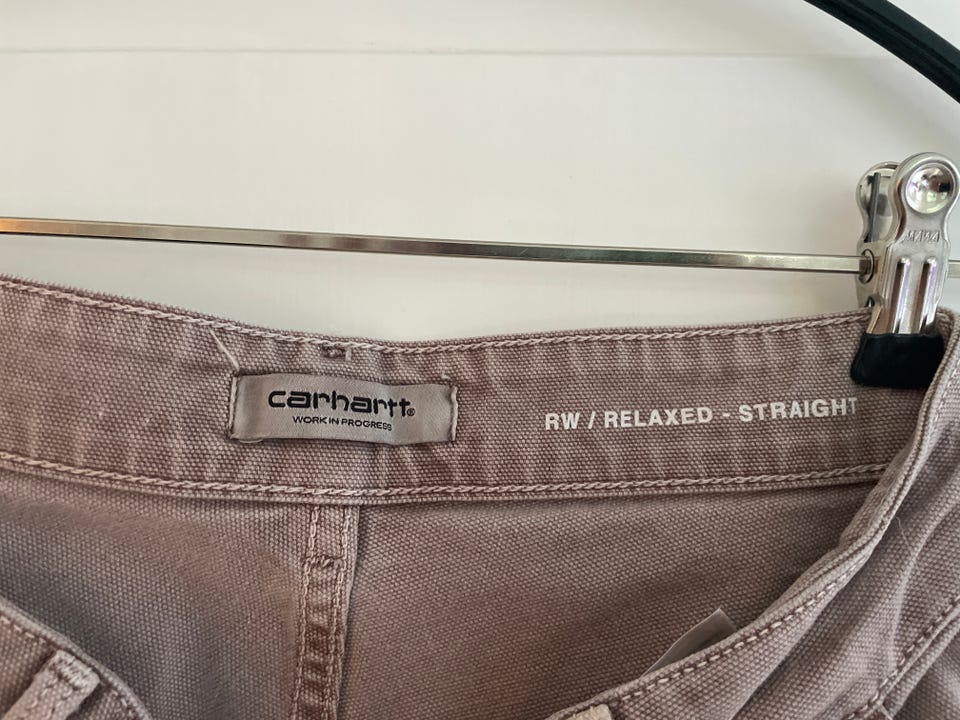 carhartt®
WORK IN PROGRESS
RW / RELAXED - STRAIGHT